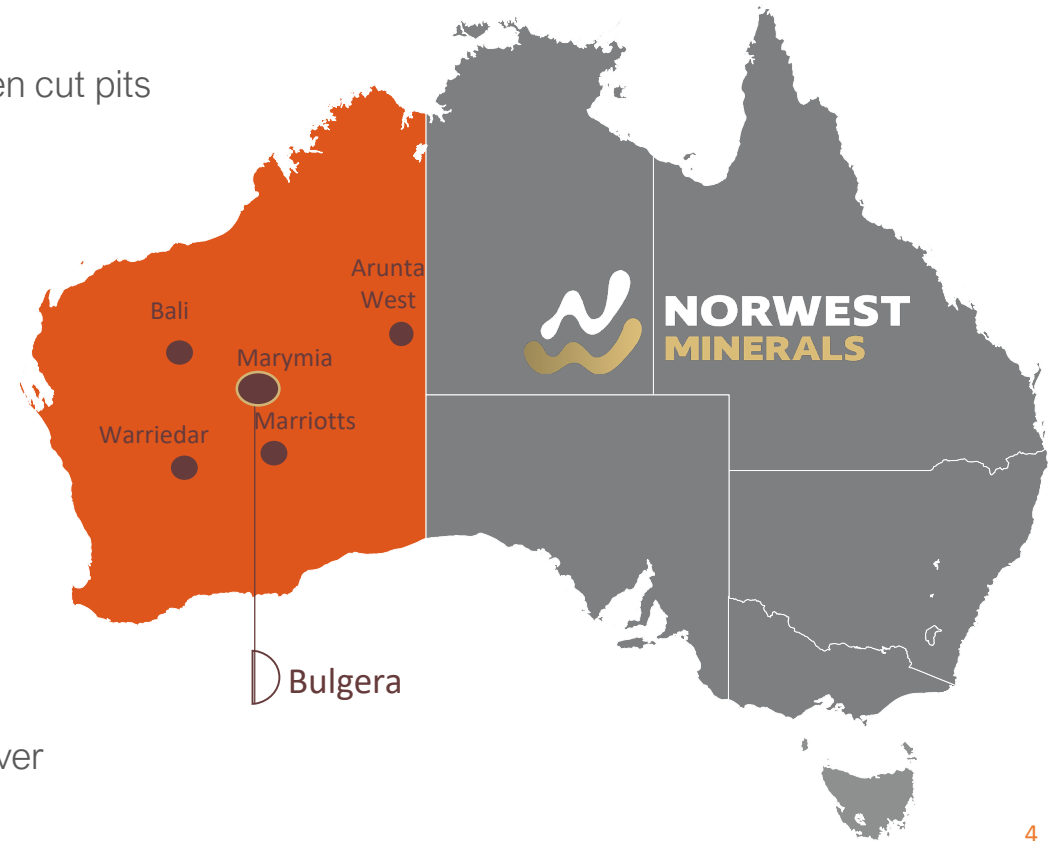 en cut pits
Arunta
West
Bali
NORWEST
MINERALS
Marymia
Marriotts
Warriedar
Bulgera
ver
4